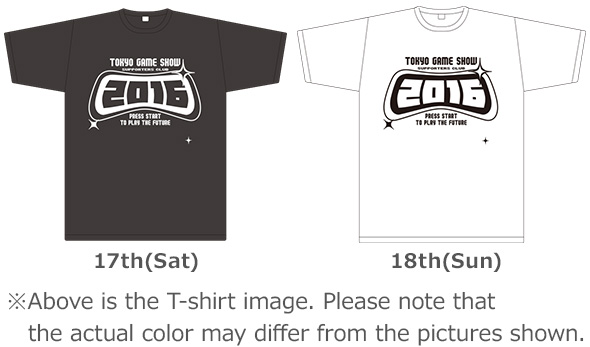 TOKYO GAME SHOW
SUPPORTERS CLUB
2016
PRESS START
TO PLAY THE FUTURE
TOKYO GAME SHOW
SUPPORTERS CLUB
2016
PRESS START
TO PLAY THE FUTURE
17th(Sat)
18th(Sun)
※Above is the T-shirt image. Please note that
the actual color may differ from the pictures shown.